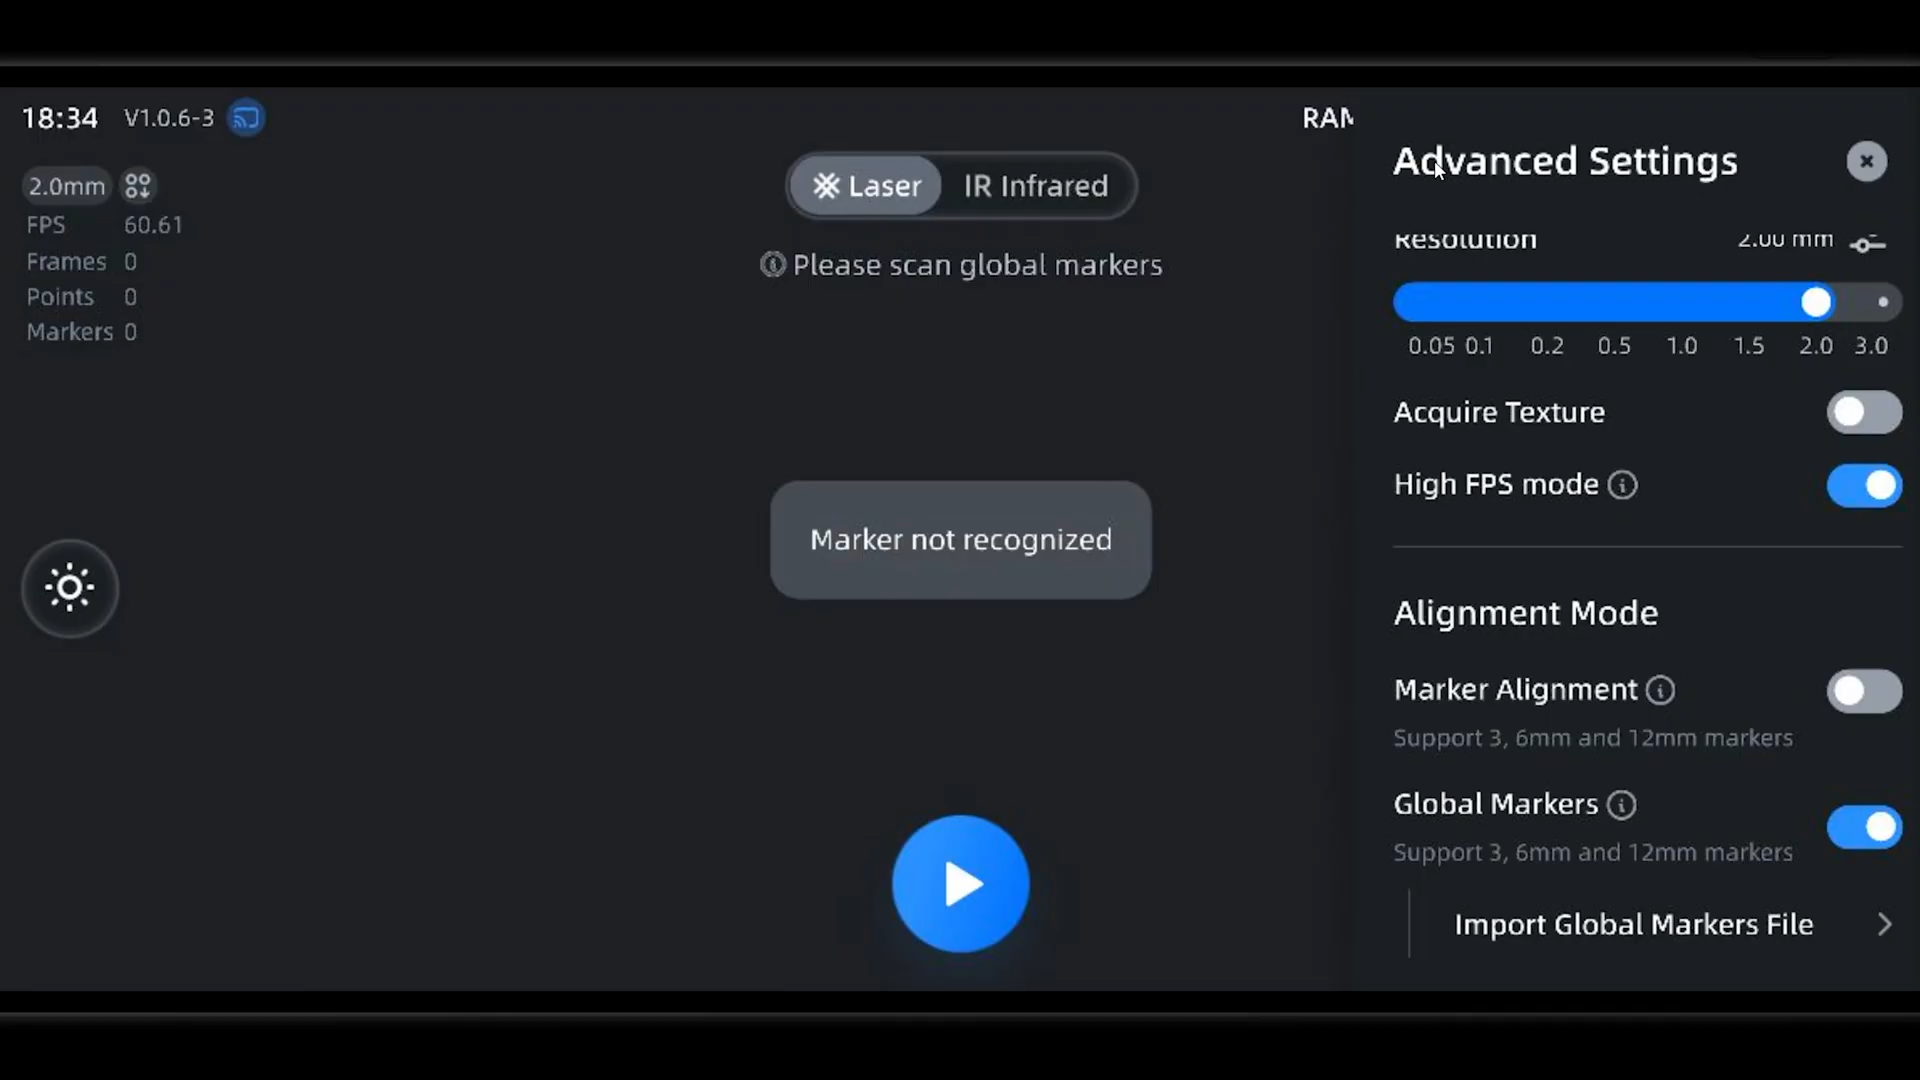 18:34 V1.0.6-3
RAM
2.0mm
FPS 60.61
Frames 0
Points 0
Markers 0
Laser IR Infrared
Please scan global markers
Marker not recognized
Advanced Settings
Resolution 2.00 mm
0.05 0.1 0.2 0.5 1.0 1.5 2.0 3.0
Acquire Texture
High FPS mode
Alignment Mode
Marker Alignment
Support 3, 6mm and 12mm markers
Global Markers
Support 3, 6mm and 12mm markers
Import Global Markers File